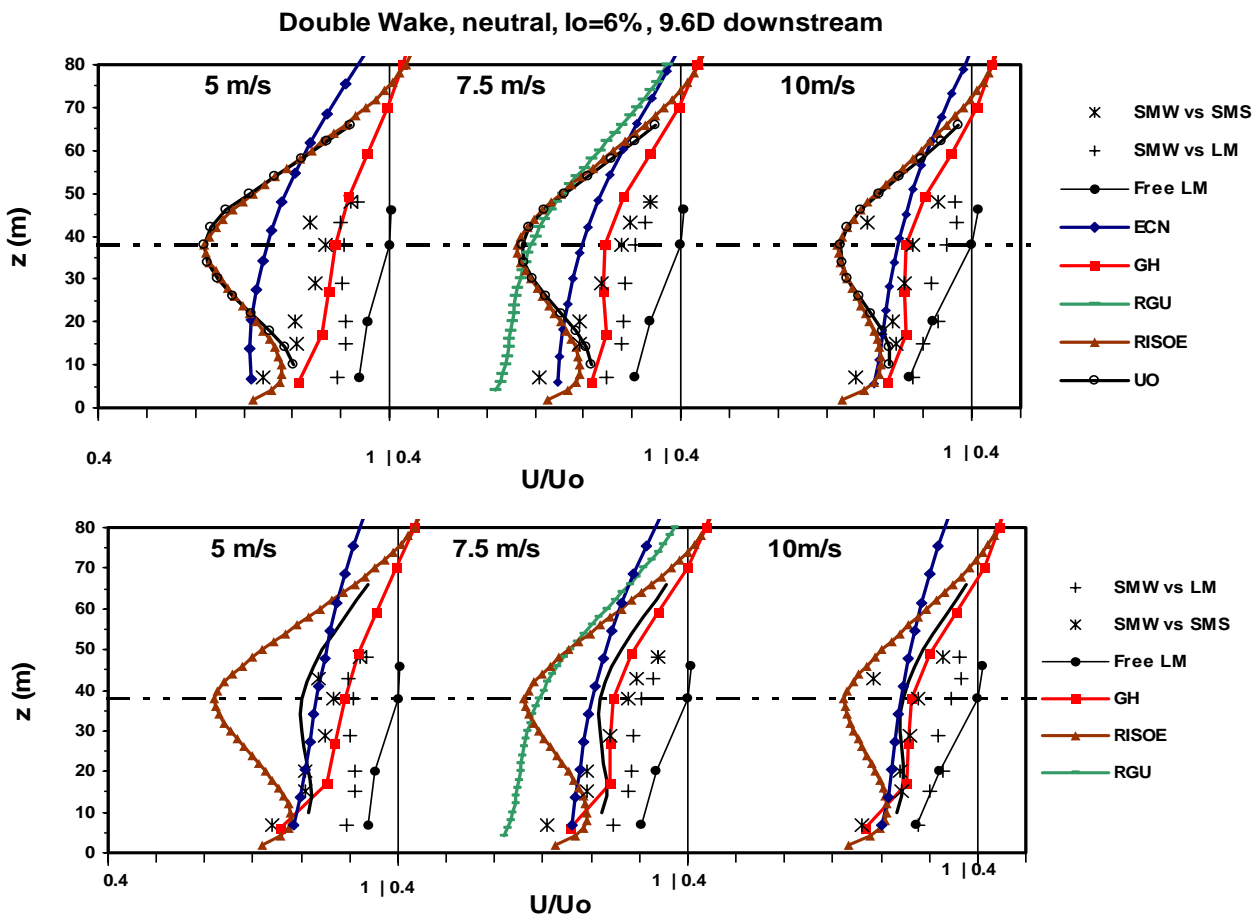 Double Wake, neutral, Io=6%, 9.6D downstream
5 m/s 7.5 m/s 10m/s
80
70
60
50
40
30
20
10
0
z (m)
0.4 1 | 0.4 1 | 0.4 1 | 0.4
U/Uo
SMW vs SMS
SMW vs LM
Free LM
ECN
GH
RGU
RISOE
UO
5 m/s 7.5 m/s 10m/s
80
70
60
50
40
30
20
10
0
z (m)
0.4 1 | 0.4 1 | 0.4 1 | 0.4
U/Uo
SMW vs LM
SMW vs SMS
Free LM
GH
RISOE
RGU